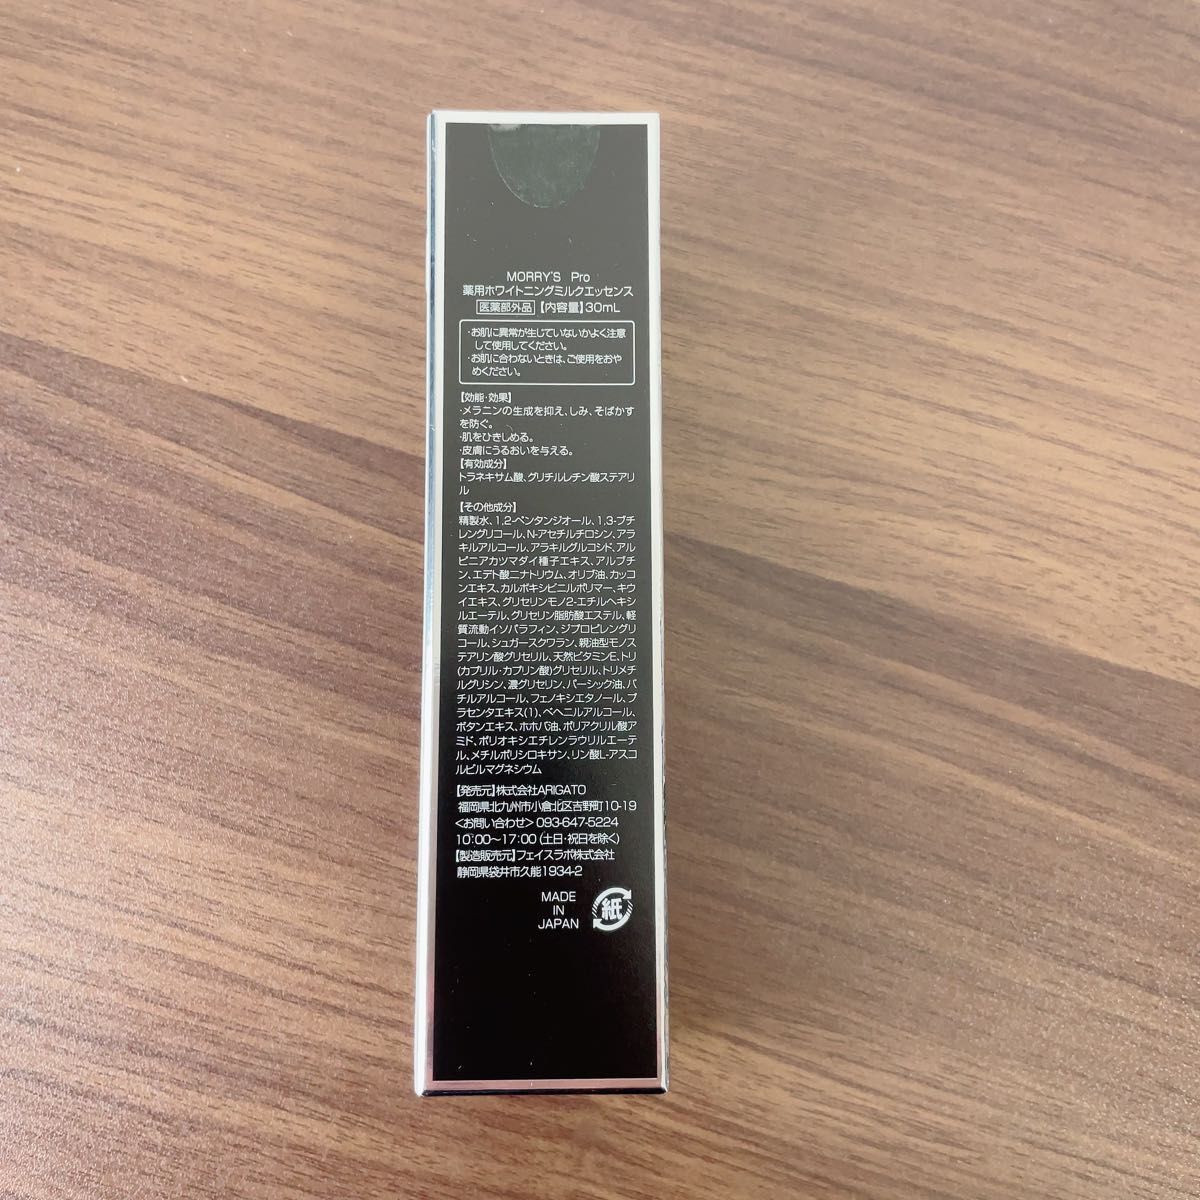 MORRY'S Pro
薬用ホワイトニングミルクエッセンス
医薬部外品【内容量】30mL
・お肌に異常が生じていないかよく注意
して使用してください。
・お肌に合わないときは、ご使用をおや
めください。
【効能・効果】
・メラニンの生成を抑え、しみ、そばかす
を防ぐ。
・肌をひきしめる。
・皮膚にうるおいを与える。
【有効成分】
トラネキサム酸、グリチルレチン酸ステアリ
ル
【その他成分】
精製水、1,2-ペンタンジオール、1,3-ブチ
レングリコール、N-アセチルチロシン、アラ
キルアルコール、アラキルグルコシド、アル
ピニアカツマダイ種子エキス、アルブチ
ン、エデト酸二ナトリウム、オリブ油、カッコ
ンエキス、カルボキシビニルポリマー、キウ
イエキス、グリセリンモノ2-エチルヘキシ
ルエーテル、グリセリン脂肪酸エステル、軽
質流動イソパラフィン、ジプロピレングリ
コール、シュガースクワラン、親油型モノス
テアリン酸グリセリル、天然ビタミンE、トリ
(カプリル・カプリン酸)グリセリル、トリメチ
ルグリシン、濃グリセリン、パーシック油、バ
チルアルコール、フェノキシエタノール、プ
ラセンタエキス(1)、ベヘニルアルコール、
ボタンエキス、ホホバ油、ポリアクリル酸ア
ミド、ポリオキシエチレンラウリルエーテ
ル、メチルポリシロキサン、リン酸L-アスコ
ルビルマグネシウム
【発売元】株式会社ARIGATO
福岡県北九州市小倉北区吉野町10-19
<お問い合わせ>093-647-5224
10:00〜17:00(土日・祝日を除く)
【製造販売元】フェイスラボ株式会社
静岡県袋井市久能1934-2
MADE
IN
JAPAN
紙